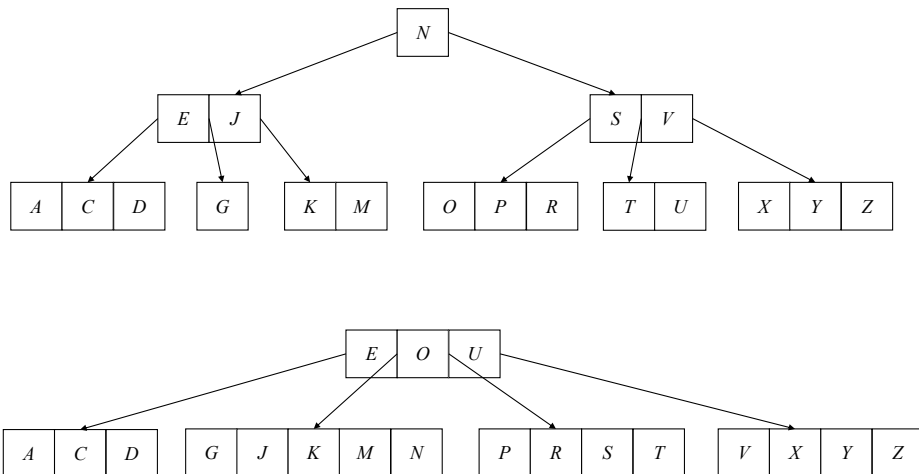 N
E J S V
A C D G K M O P R T U X Y Z
E O U
A C D G J K M N P R S T V X Y Z